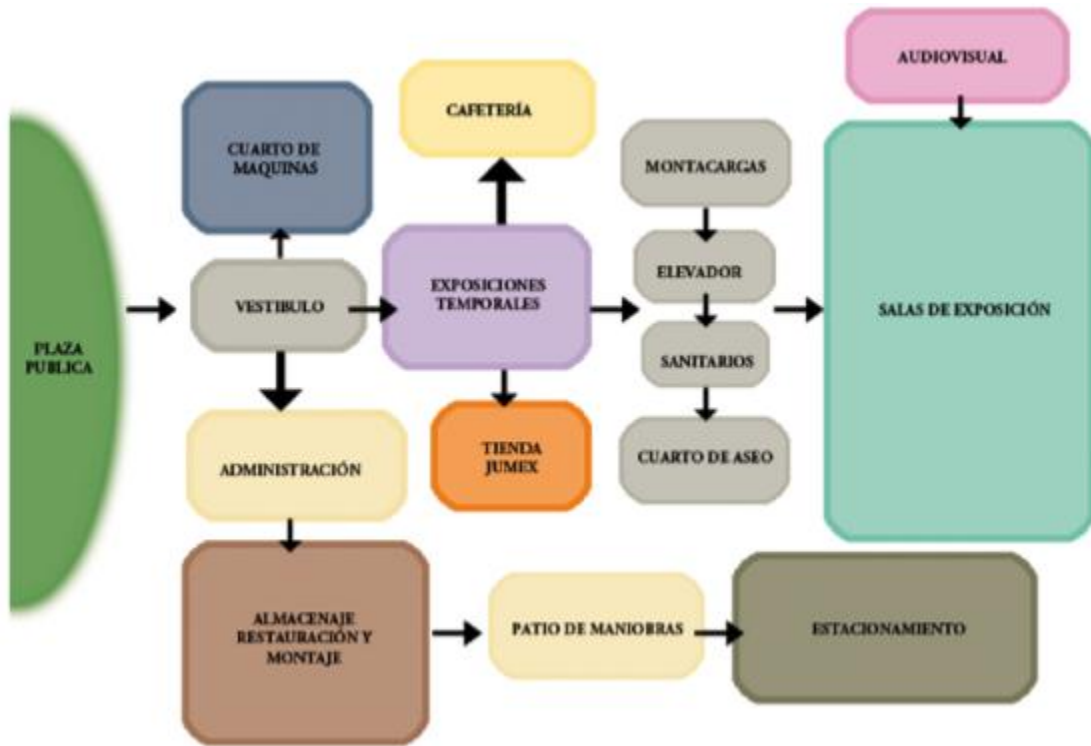 AUDIOVISUAL
CAFETERÍA
CUARTO DE
MAQUINAS
MONTACARGAS
ELEVADOR
VESTIBULO
EXPOSICIONES
TEMPORALES
SALAS DE EXPOSICIÓN
PLAZA
PUBLICA
SANITARIOS
ADMINISTRACIÓN
TIENDA
JUMEX
CUARTO DE ASEO
ALMACENAJE
RESTAURACIÓN Y
MONTAJE
PATIO DE MANIOBRAS
ESTACIONAMIENTO